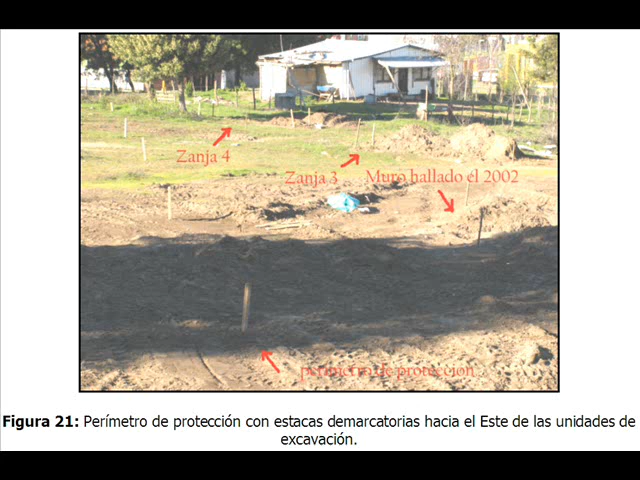 Zanja 4
Zanja 3
Muro hallado el 2002
perímetro de protección
Figura 21: Perímetro de protección con estacas demarcatorias hacia el Este de las unidades de
excavación.